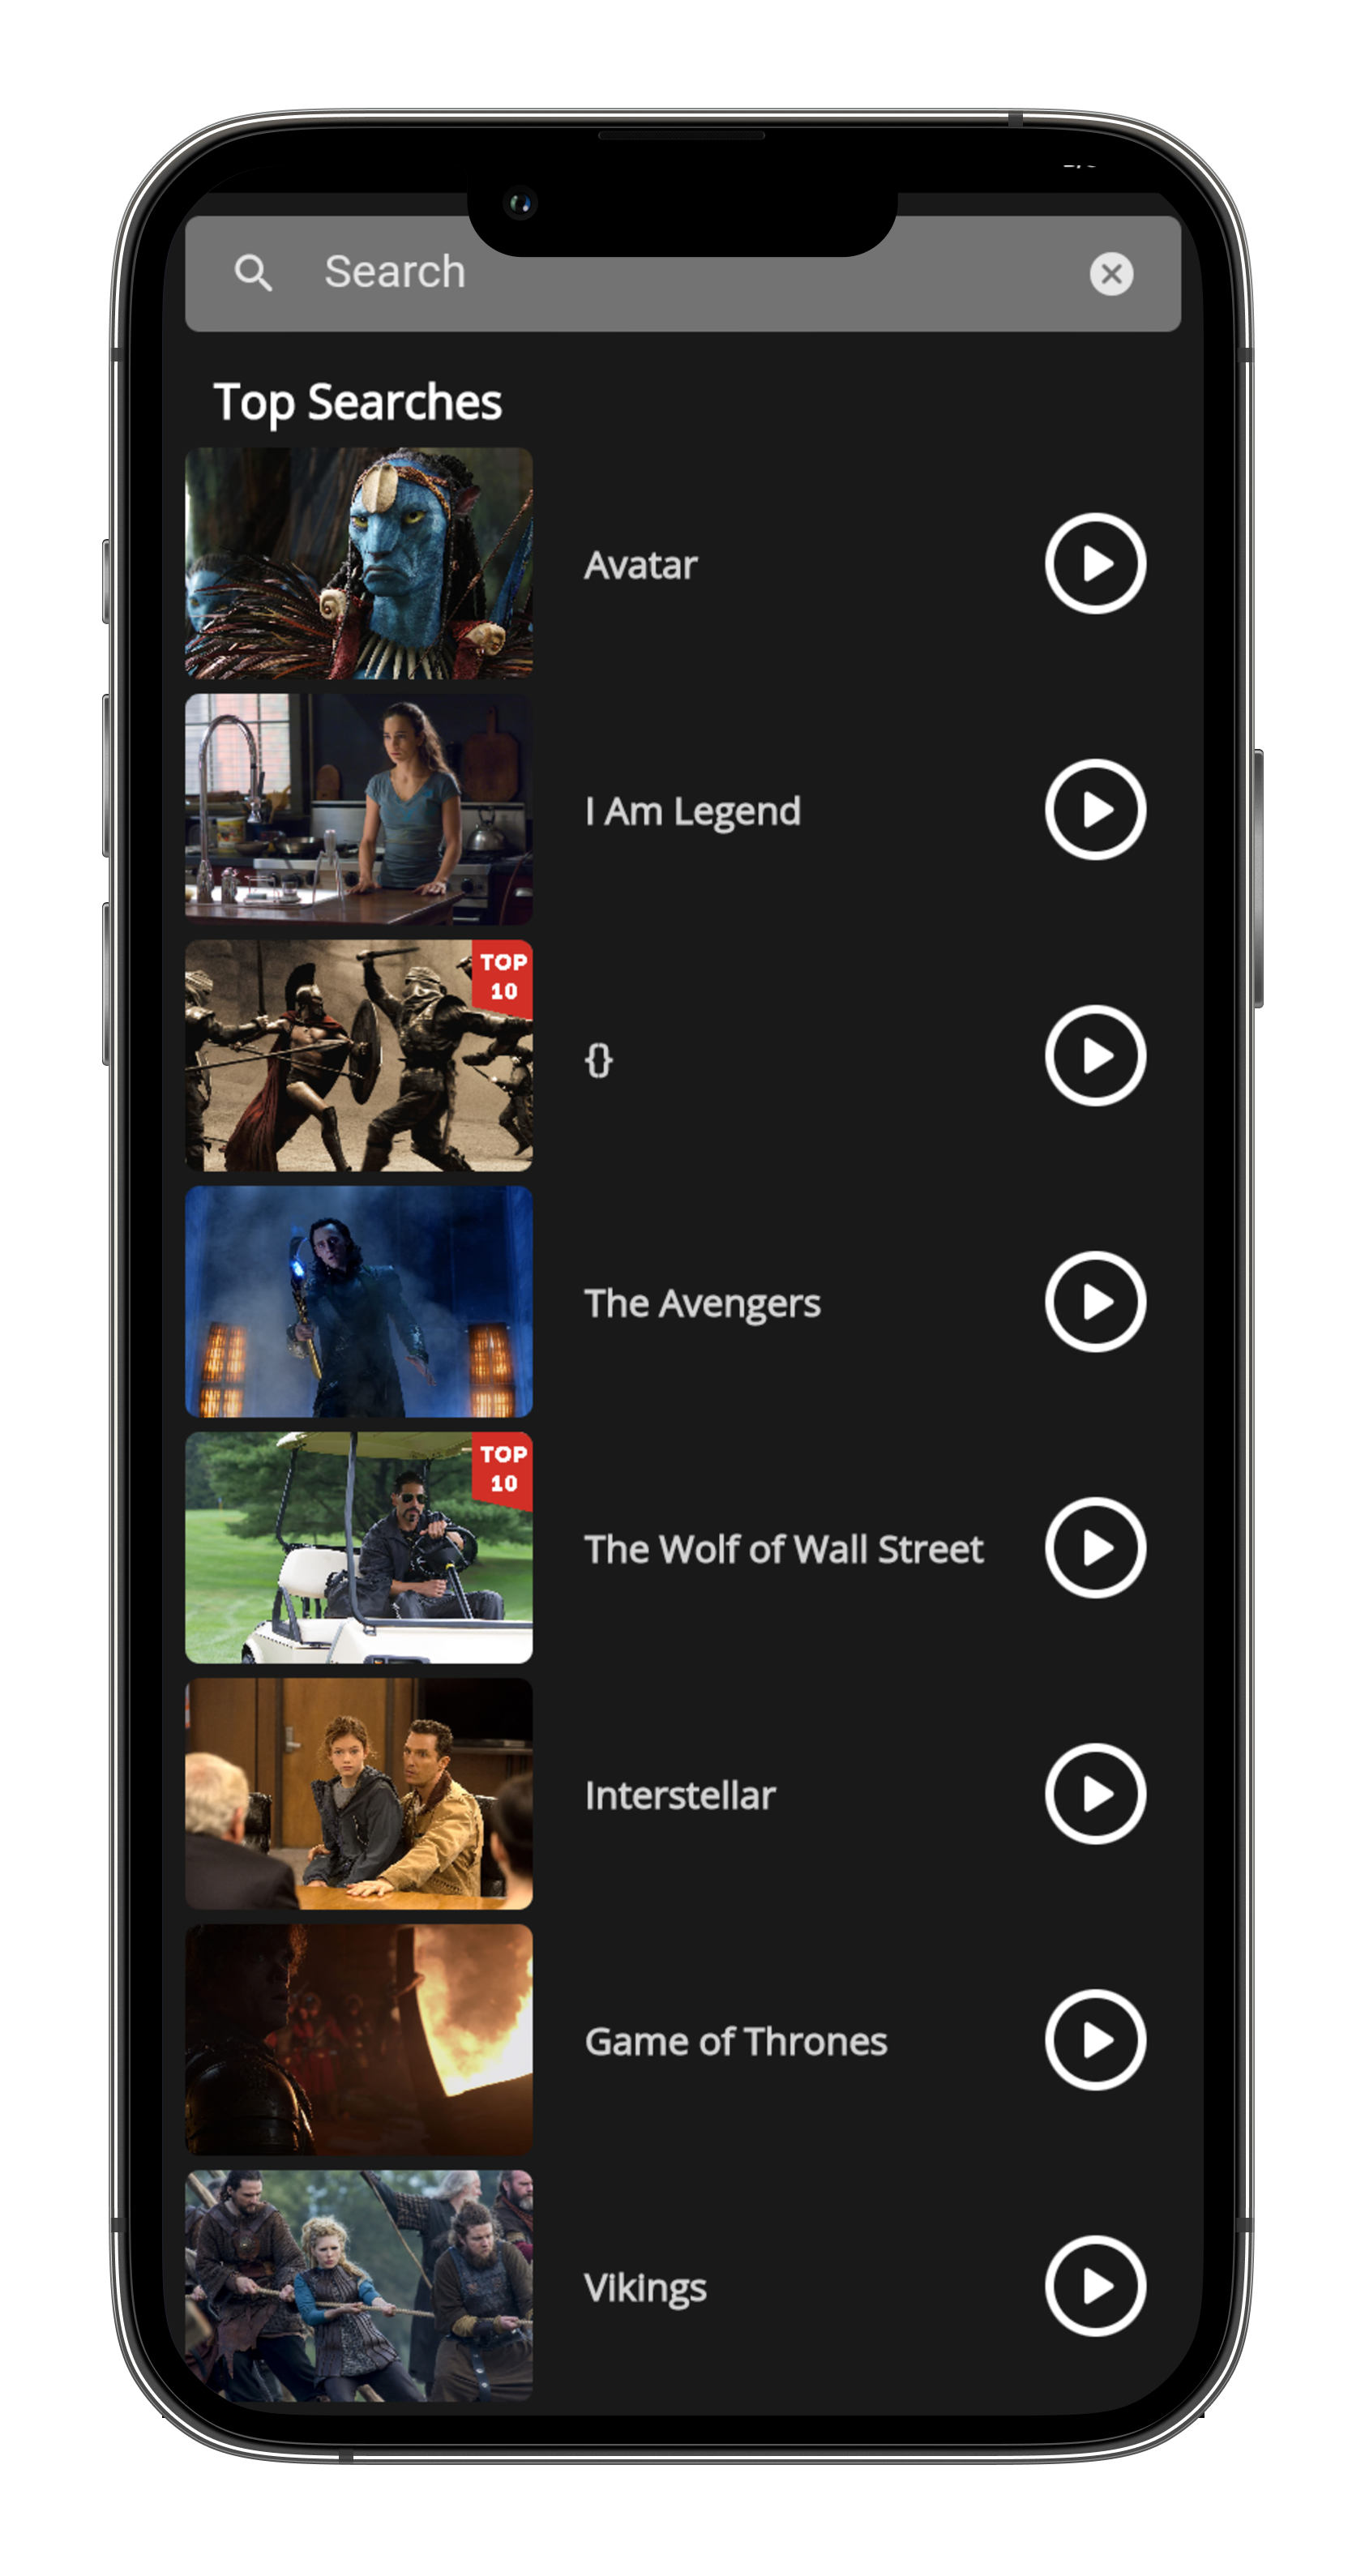 Search
Top Searches
Avatar
I Am Legend
TOP
10
{}
The Avengers
TOP
10
The Wolf of Wall Street
Interstellar
Game of Thrones
Vikings